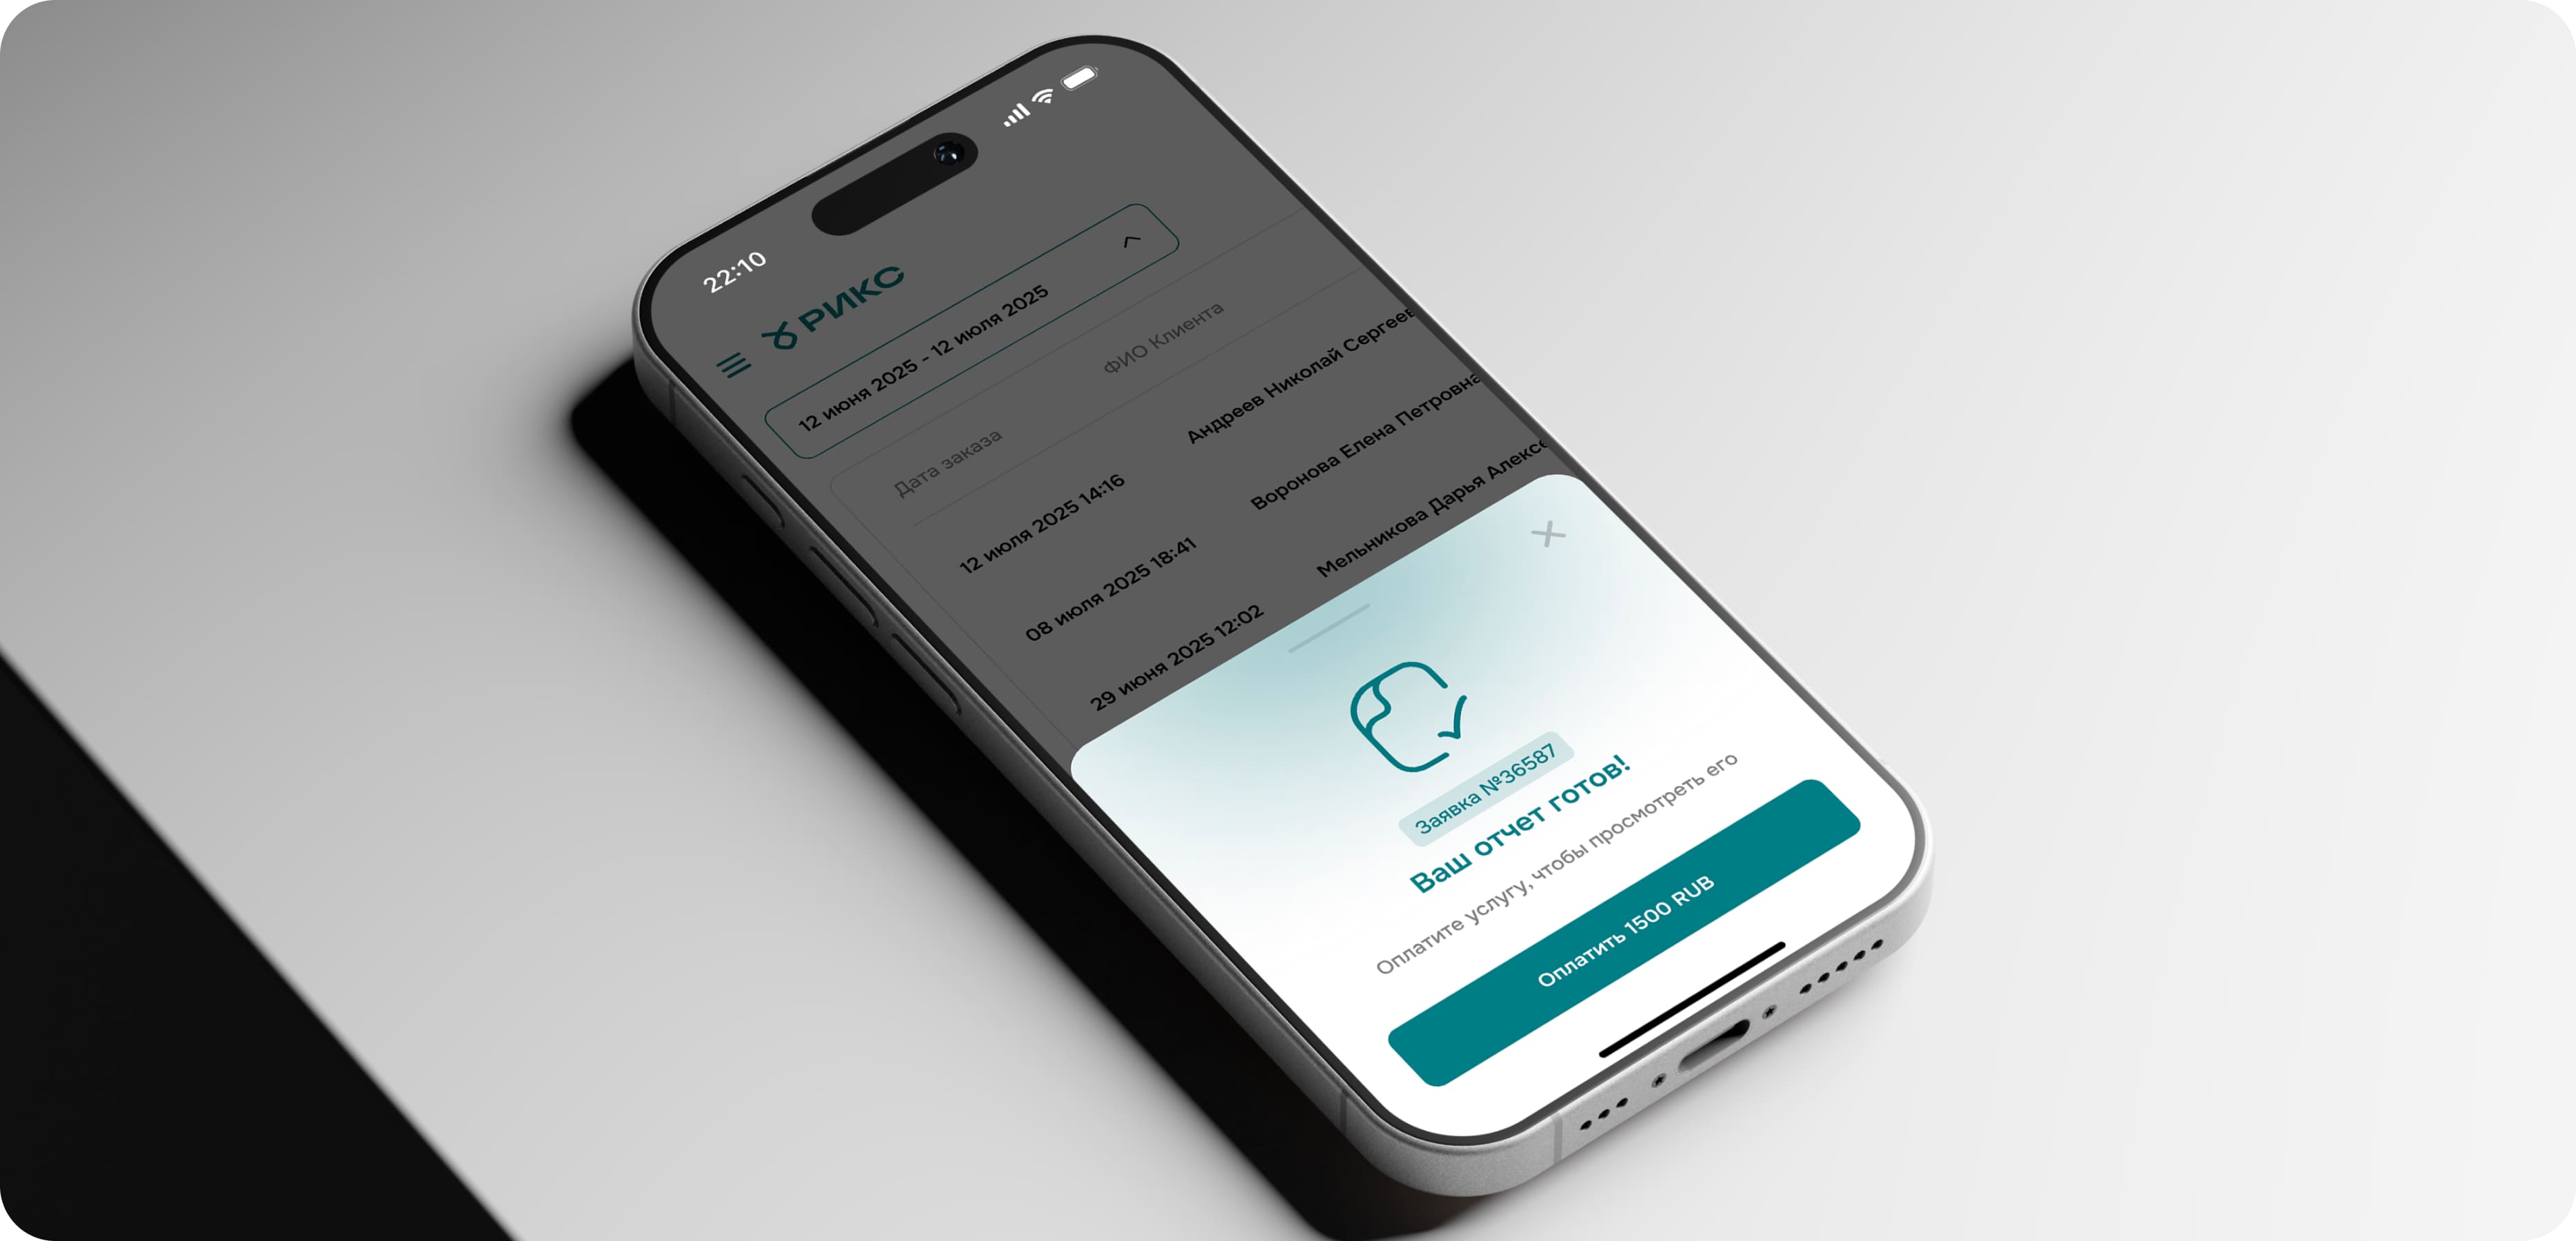 22:10
РИКС
12 июня 2025 - 12 июля 2025
Дата заказа ФИО Клиента
12 июля 2025 14:16 Андреев Николай Сергеев
08 июля 2025 18:41 Воронова Елена Петровна
29 июня 2025 12:02 Мельникова Дарья Алексе
Заявка №36587
Ваш отчет готов!
Оплатите услугу, чтобы просмотреть его
Оплатить 1500 RUB